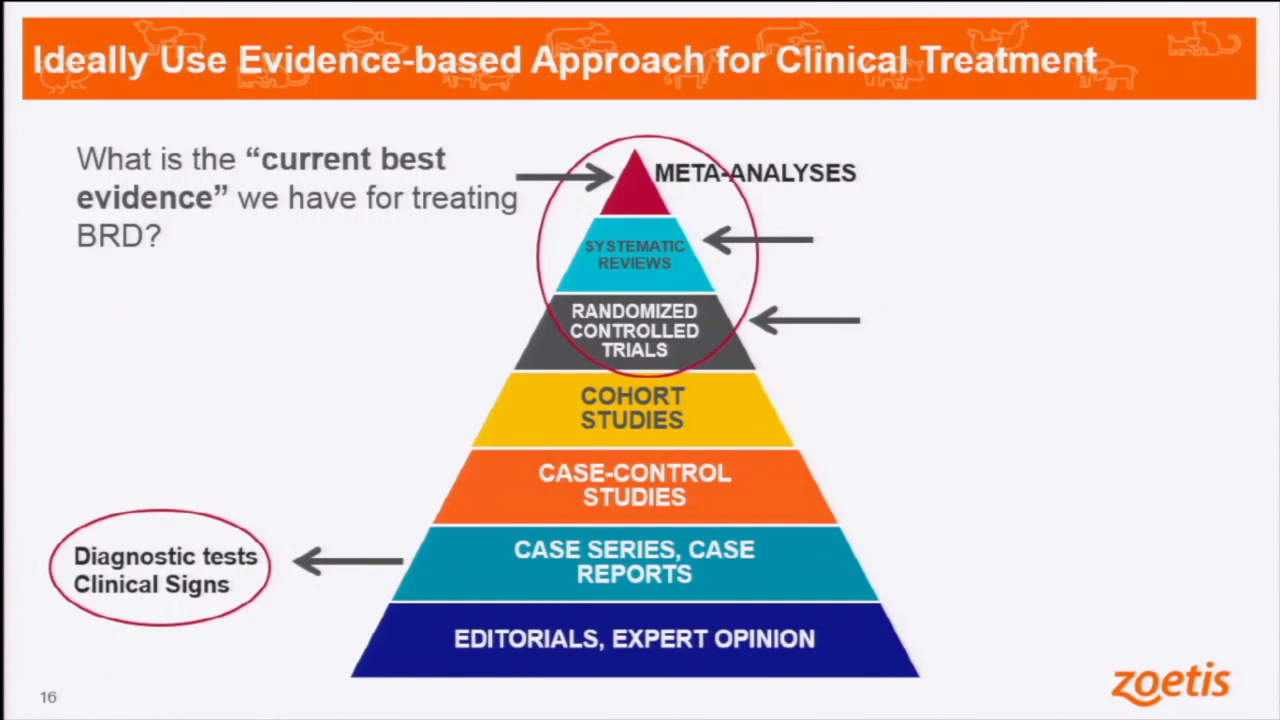 Ideally Use Evidence-based Approach for Clinical Treatment
What is the “current best
evidence” we have for treating
BRD?
META-ANALYSES
SYSTEMATIC
REVIEWS
RANDOMIZED
CONTROLLED
TRIALS
COHORT
STUDIES
CASE-CONTROL
STUDIES
Diagnostic tests
Clinical Signs
CASE SERIES, CASE
REPORTS
EDITORIALS, EXPERT OPINION
16
zoetis